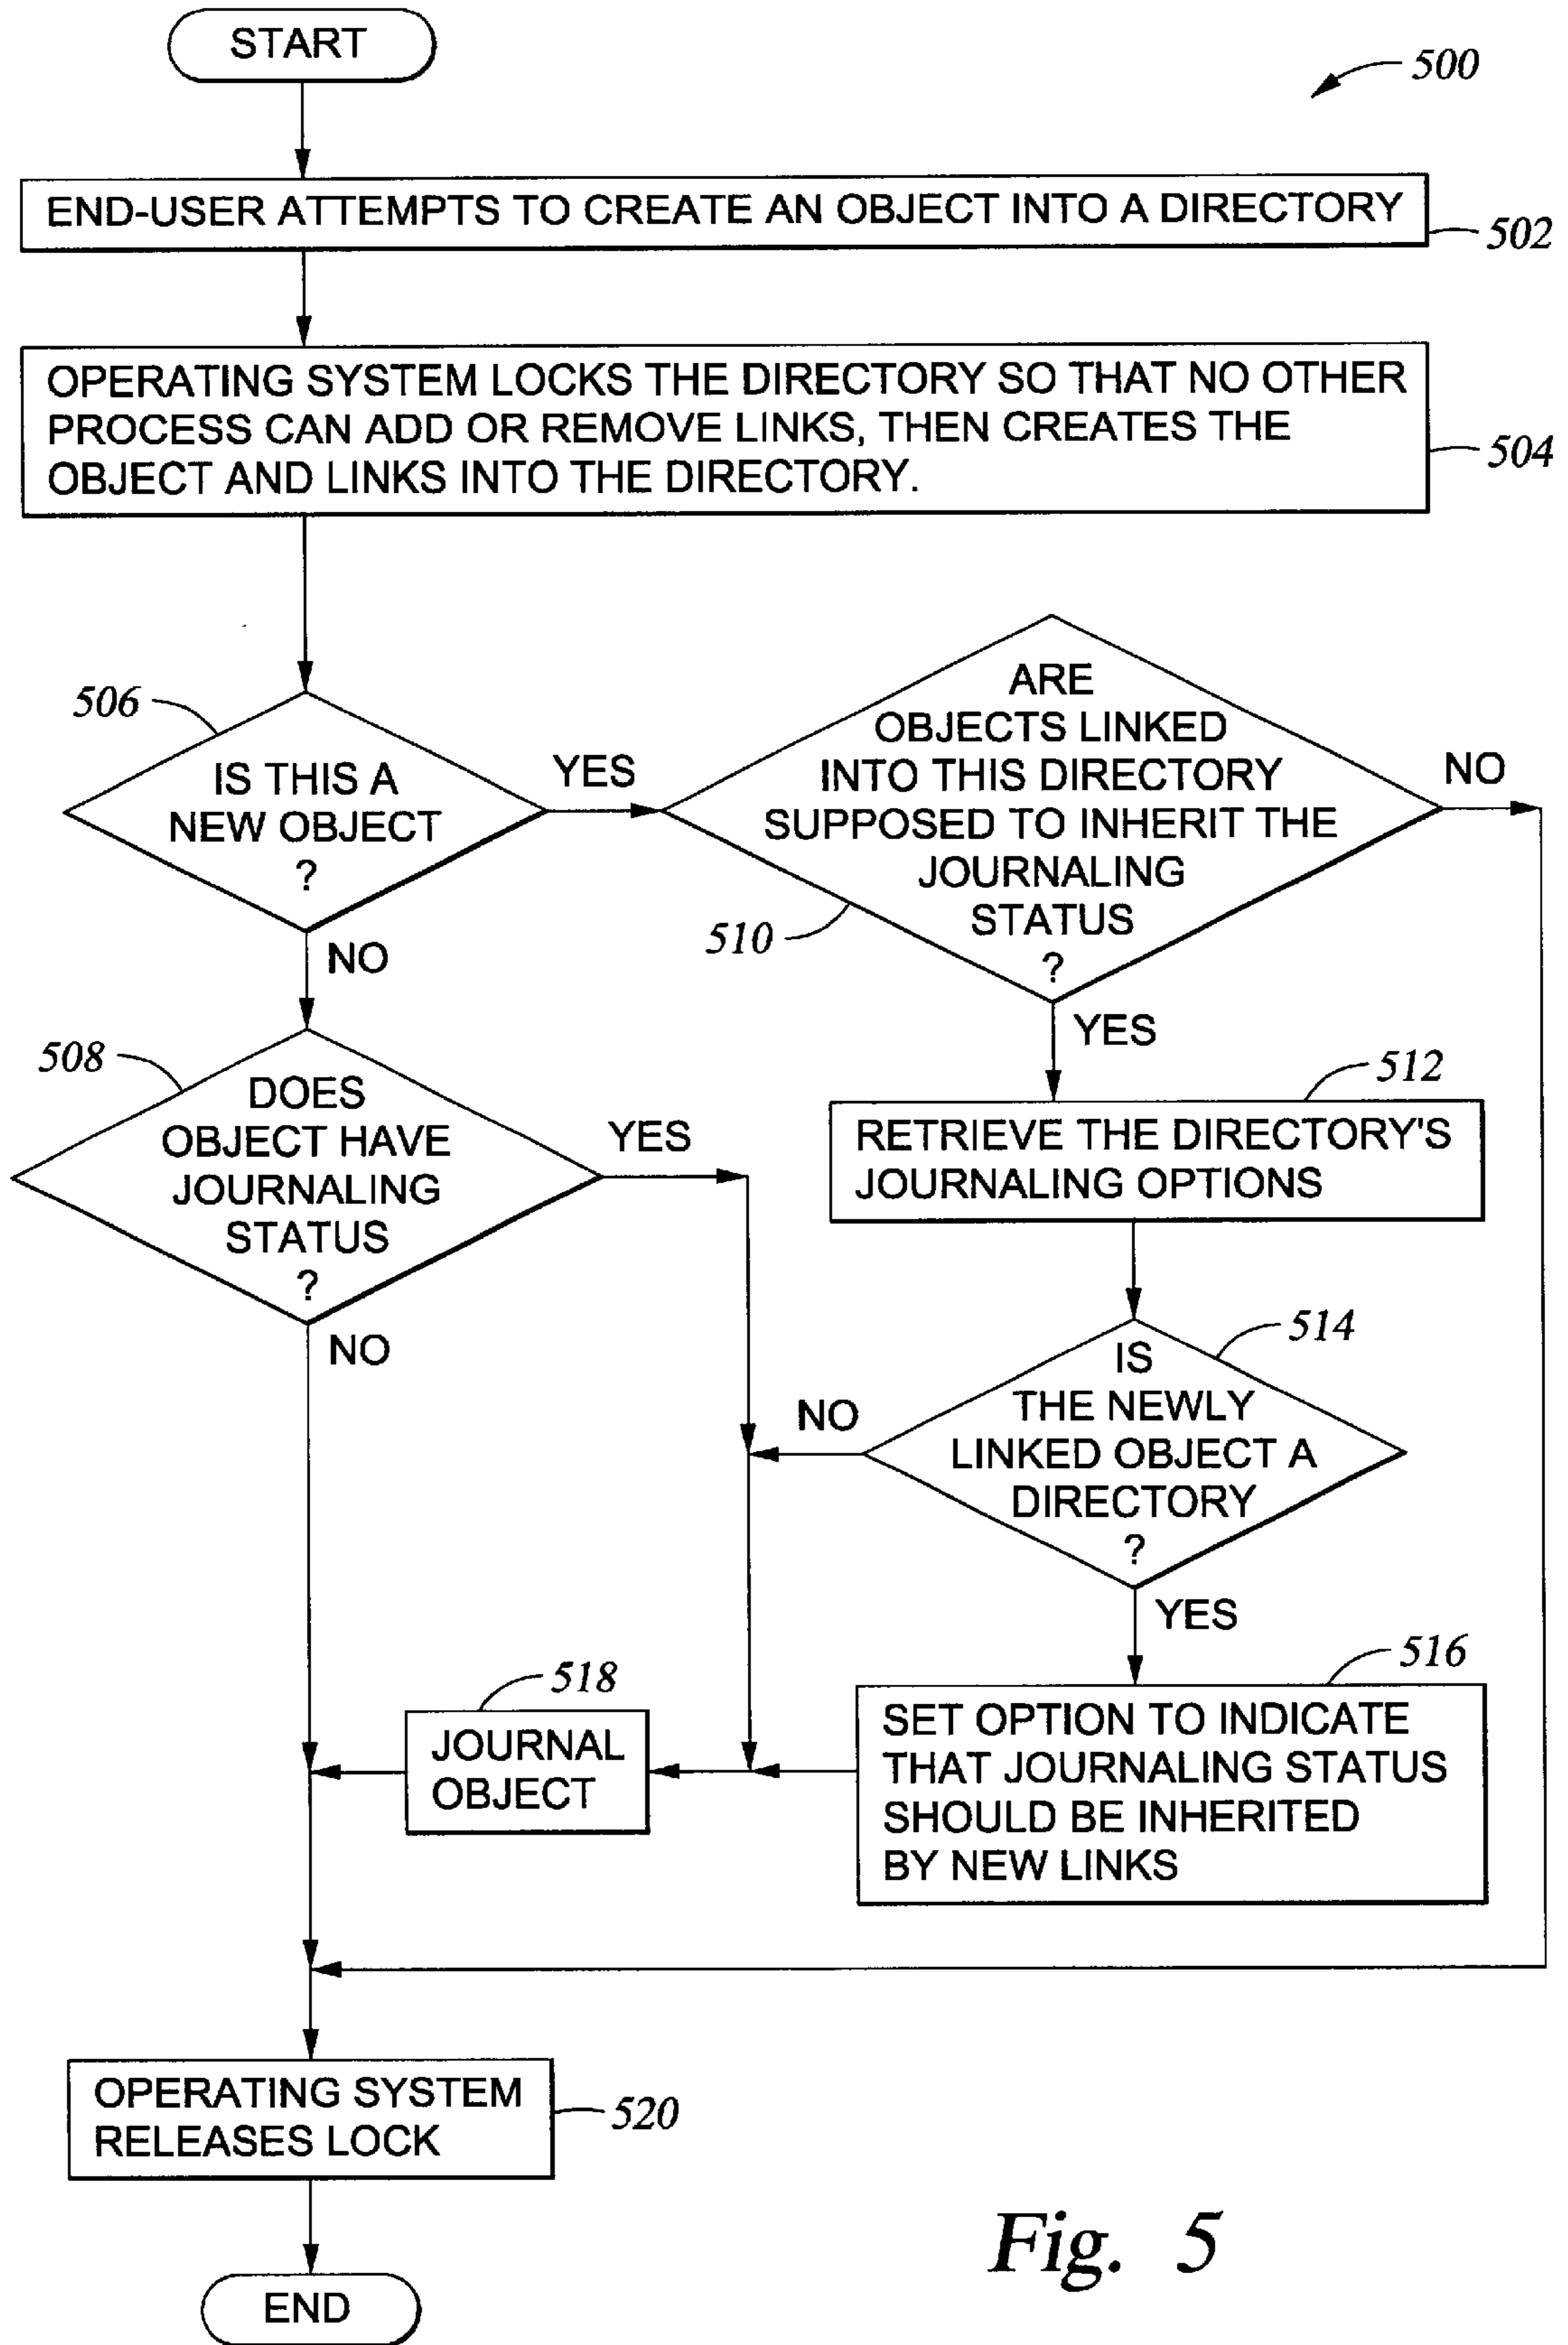 START
500
END-USER ATTEMPTS TO CREATE AN OBJECT INTO A DIRECTORY
502
OPERATING SYSTEM LOCKS THE DIRECTORY SO THAT NO OTHER
PROCESS CAN ADD OR REMOVE LINKS, THEN CREATES THE
OBJECT AND LINKS INTO THE DIRECTORY.
504
506
IS THIS A
NEW OBJECT
?
YES
NO
ARE
OBJECTS LINKED
INTO THIS DIRECTORY
SUPPOSED TO INHERIT THE
JOURNALING
STATUS
?
510
NO
YES
508
DOES
OBJECT HAVE
JOURNALING
STATUS
?
YES
NO
512
RETRIEVE THE DIRECTORY'S
JOURNALING OPTIONS
514
IS
THE NEWLY
LINKED OBJECT A
DIRECTORY
?
NO
YES
516
SET OPTION TO INDICATE
THAT JOURNALING STATUS
SHOULD BE INHERITED
BY NEW LINKS
518
JOURNAL
OBJECT
OPERATING SYSTEM
RELEASES LOCK
520
END
Fig. 5